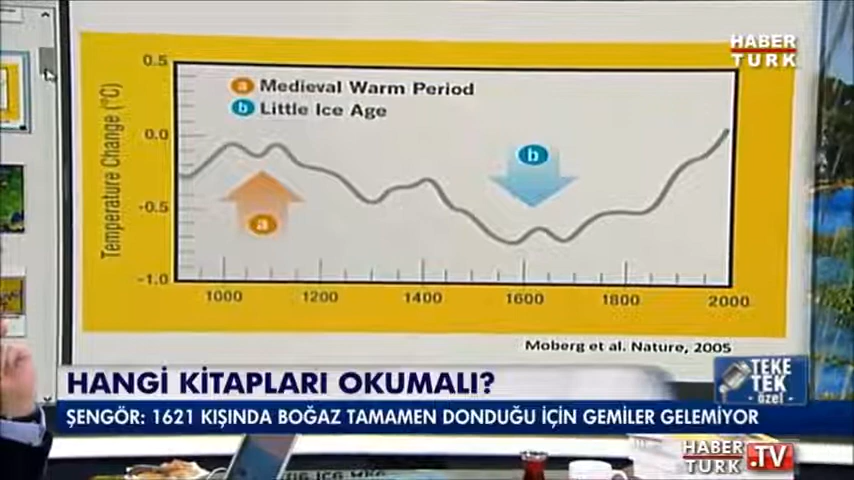 HABER
TÜRK
0.5
0.0
-0.5
-1.0
Temperature Change (°C)
a Medieval Warm Period
b Little Ice Age
b
a
1000
1200
1400
1600
1800
2000
Moberg et al. Nature, 2005
HANGİ KİTAPLARI OKUMALI?
TEKE
TEK
özel
ŞENGÖR: 1621 KIŞINDA BOĞAZ TAMAMEN DONDUĞU İÇİN GEMİLER GELEMİYOR
HABER
TÜRK
.TV